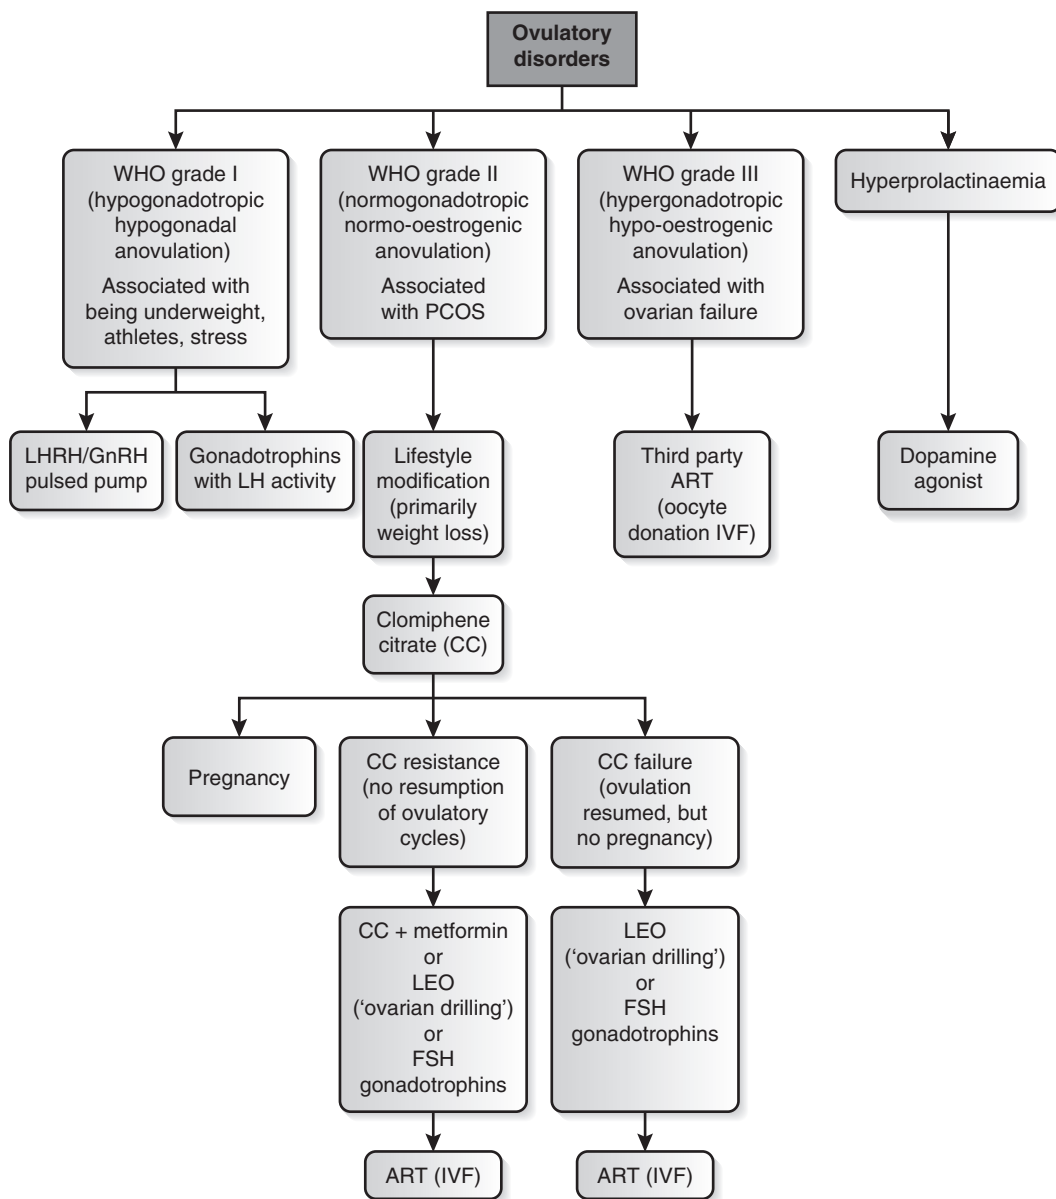 Ovulatory
disorders
WHO grade I
(hypogonadotropic
hypogonadal
anovulation)
Associated with
being underweight,
athletes, stress
WHO grade II
(normogonadotropic
normo-oestrogenic
anovulation)
Associated
with PCOS
WHO grade III
(hypergonadotropic
hypo-oestrogenic
anovulation)
Associated with
ovarian failure
Hyperprolactinaemia
LHRH/GnRH
pulsed pump
Gonadotrophins
with LH activity
Lifestyle
modification
(primarily
weight loss)
Third party
ART
(oocyte
donation IVF)
Dopamine
agonist
Clomiphene
citrate (CC)
Pregnancy
CC resistance
(no resumption
of ovulatory
cycles)
CC failure
(ovulation
resumed, but
no pregnancy)
CC + metformin
or
LEO
(‘ovarian drilling’)
or
FSH
gonadotrophins
LEO
(‘ovarian drilling’)
or
FSH
gonadotrophins
ART (IVF)
ART (IVF)